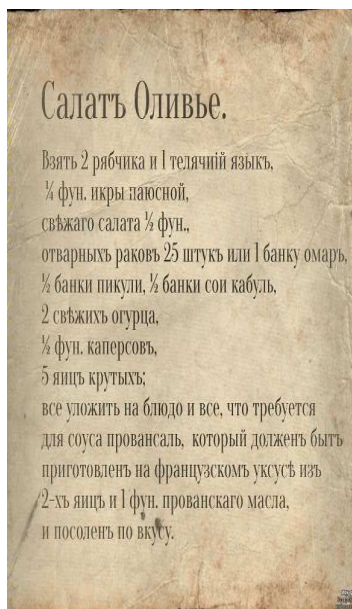 Салатъ Оливье.
Взять 2 рябчика и 1 телячий языкъ,
¼ фун. икры паюсной,
свѣжаго салата ½ фун.,
отварныхъ раковъ 25 штукъ или 1 банку омаръ,
½ банки пикули, ½ банки сои кабуль,
2 свѣжихъ огурца,
½ фун. каперсовъ,
5 яицъ крутыхъ;
все уложить на блюдо и все, что требуется
для соуса провансаль, который долженъ быть
приготовленъ на французскомъ уксусѣ изъ
2-хъ яицъ и 1 фун. прованскаго масла,
и посоленъ по вкусу.